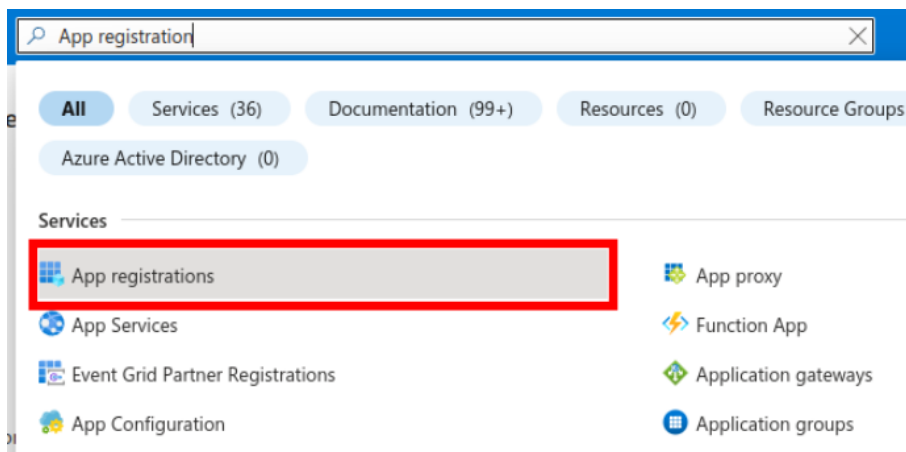 App registration
All Services (36) Documentation (99+) Resources (0) Resource Groups
Azure Active Directory (0)
Services
App registrations
App proxy
App Services
Function App
Event Grid Partner Registrations
Application gateways
App Configuration
Application groups